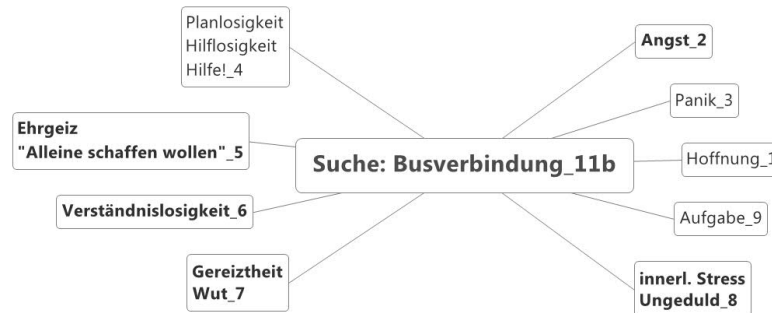 Planlosigkeit
Hilflosigkeit
Hilfe!_4
Angst_2
Panik_3
Ehrgeiz
"Alleine schaffen wollen"_5
Suche: Busverbindung_11b
Hoffnung_1
Verständnislosigkeit_6
Aufgabe_9
Gereiztheit
Wut_7
innerl. Stress
Ungeduld_8